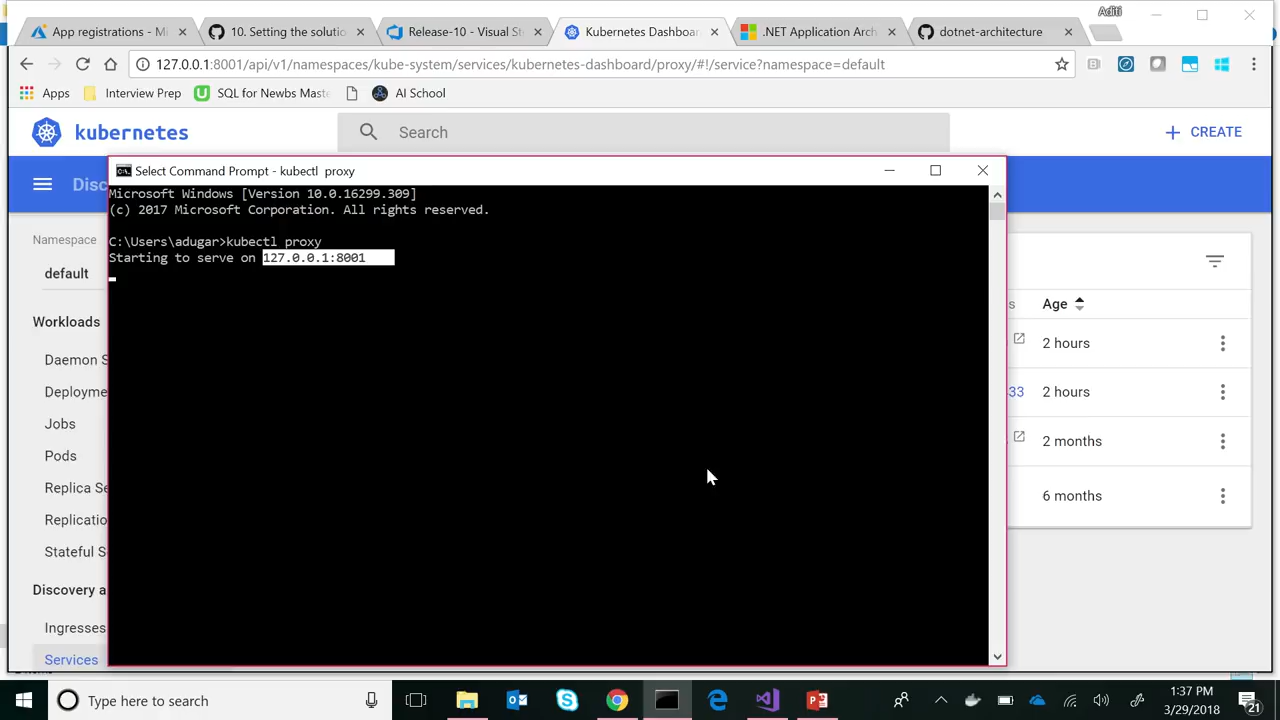 Aditi
App registrations - Mi
10. Setting the solutio
Release-10 - Visual St
Kubernetes Dashboar
.NET Application Arch
dotnet-architecture
127.0.0.1:8001/api/v1/namespaces/kube-system/services/kubernetes-dashboard/proxy/#!/service?namespace=default
Apps
Interview Prep
SQL for Newbs Maste
AI School
kubernetes
Search
CREATE
Select Command Prompt - kubectl proxy
Disc
Microsoft Windows [Version 10.0.16299.309]
(c) 2017 Microsoft Corporation. All rights reserved.
C:\Users\adugar>kubectl proxy
Starting to serve on 127.0.0.1:8001
Namespace
default
Workloads
Daemon S
Deployme
Jobs
Pods
Replica Se
Replicatio
Stateful S
Discovery a
Ingresses
Services
s
Age
2 hours
33
2 hours
2 months
6 months
Type here to search
1:37 PM
3/29/2018
21